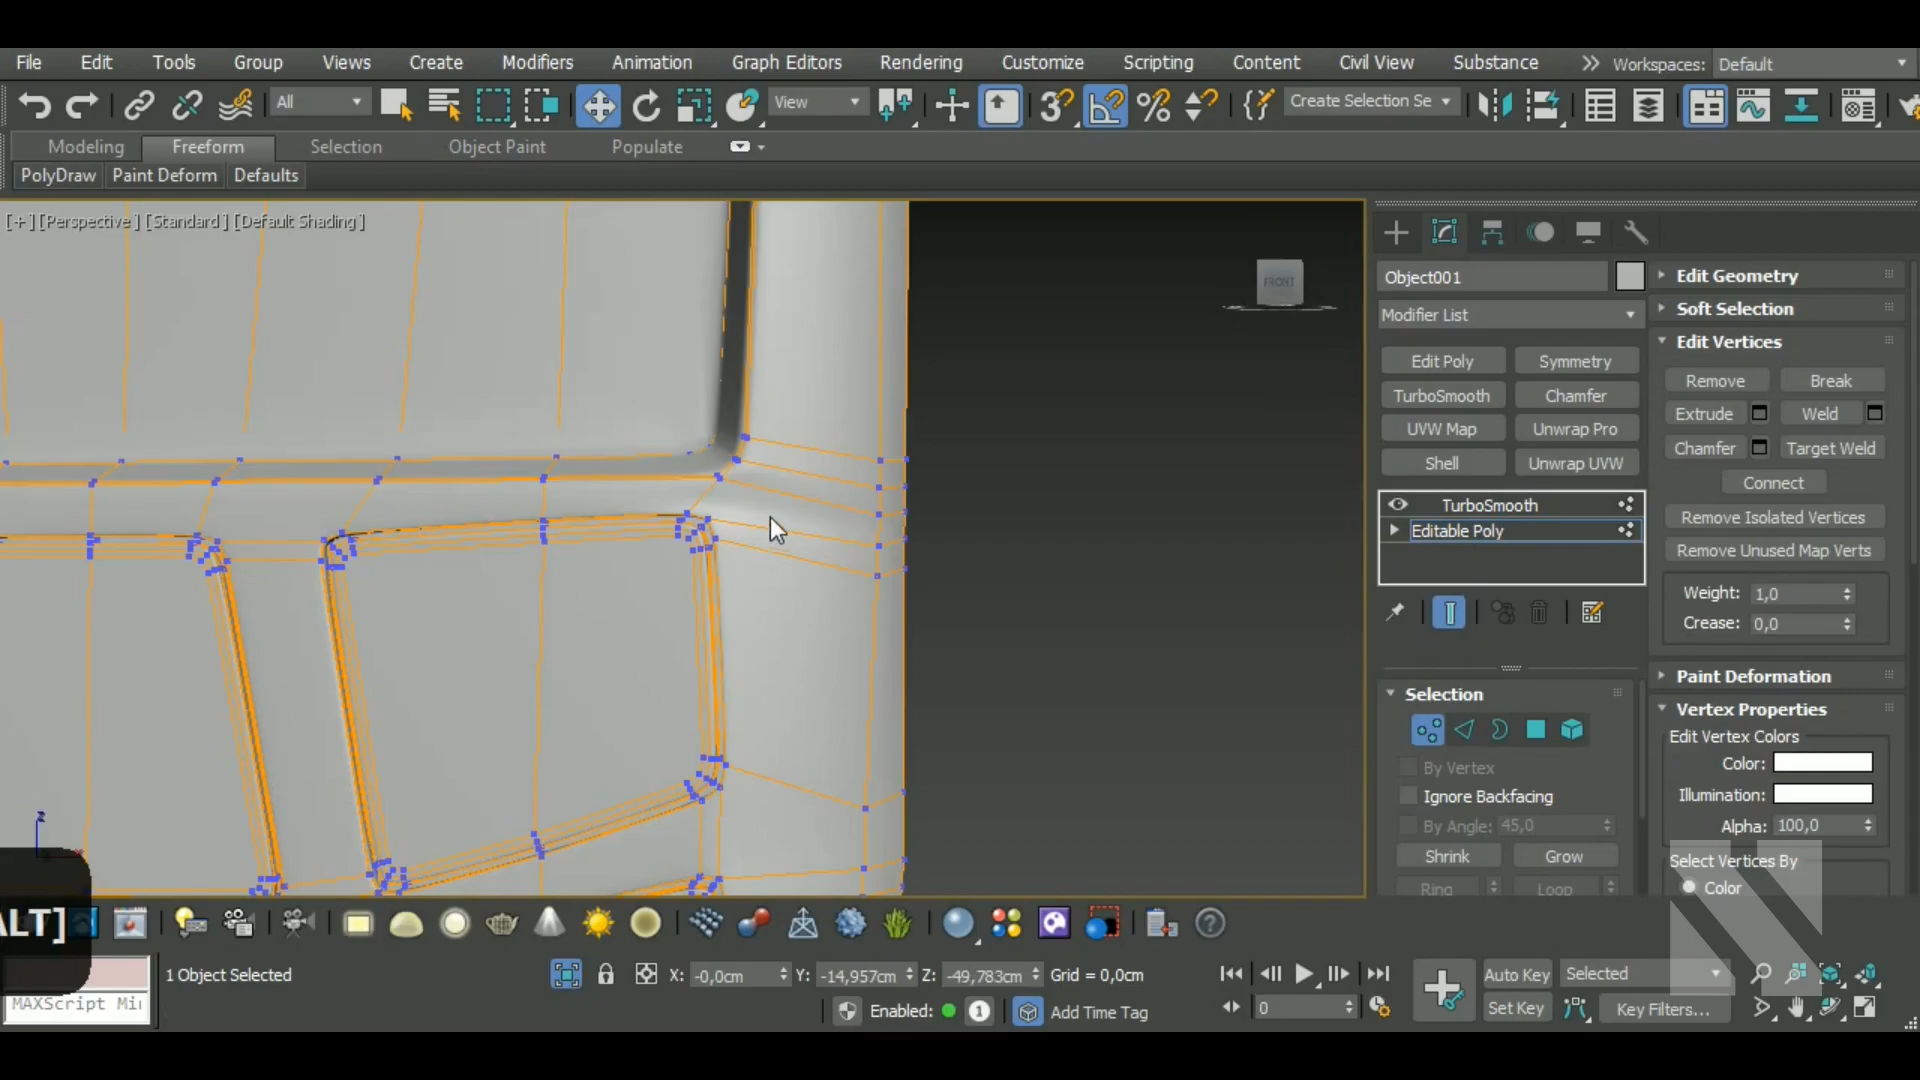 File Edit Tools Group Views Create Modifiers Animation Graph Editors Rendering Customize Scripting Content Civil View Substance Workspaces: Default
All View 3 Create Selection Se
Modeling Freeform Selection Object Paint Populate
PolyDraw Paint Deform Defaults
[+] [Perspective] [Standard] [Default Shading]
FRONT
z
Object001
Modifier List
Edit Poly Symmetry
TurboSmooth Chamfer
UVW Map Unwrap Pro
Shell Unwrap UVW
TurboSmooth
Editable Poly
Selection
By Vertex
Ignore Backfacing
By Angle: 45,0
Shrink Grow
Ring Loop
Edit Geometry
Soft Selection
Edit Vertices
Remove Break
Extrude Weld
Chamfer Target Weld
Connect
Remove Isolated Vertices
Remove Unused Map Verts
Weight: 1,0
Crease: 0,0
Paint Deformation
Vertex Properties
Edit Vertex Colors
Color:
Illumination:
Alpha: 100,0
Select Vertices By
Color
ALT]
MAXScript Mi
1 Object Selected
X: -0,0cm Y: -14,957cm Z: -49,783cm Grid = 0,0cm
Enabled: 1 Add Time Tag
0
Auto Key Selected
Set Key Key Filters...